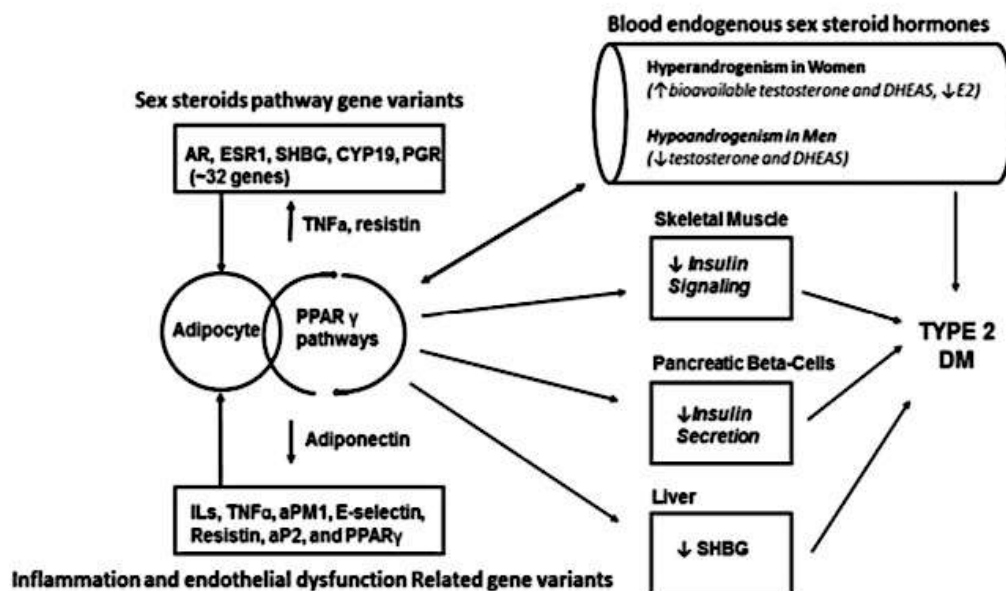 Blood endogenous sex steroid hormones
Hyperandrogenism in Women
(↑bioavailable testosterone and DHEAS, ↓E2)
Hypoandrogenism in Men
(↓testosterone and DHEAS)
Sex steroids pathway gene variants
AR, ESR1, SHBG, CYP19, PGR
(~32 genes)
TNFa, resistin
Adipocyte
PPAR γ
pathways
Adiponectin
ILs, TNFα, aPM1, E-selectin,
Resistin, aP2, and PPARγ
Inflammation and endothelial dysfunction Related gene variants
Skeletal Muscle
↓ Insulin
Signaling
Pancreatic Beta-Cells
↓Insulin
Secretion
Liver
↓ SHBG
TYPE 2
DM